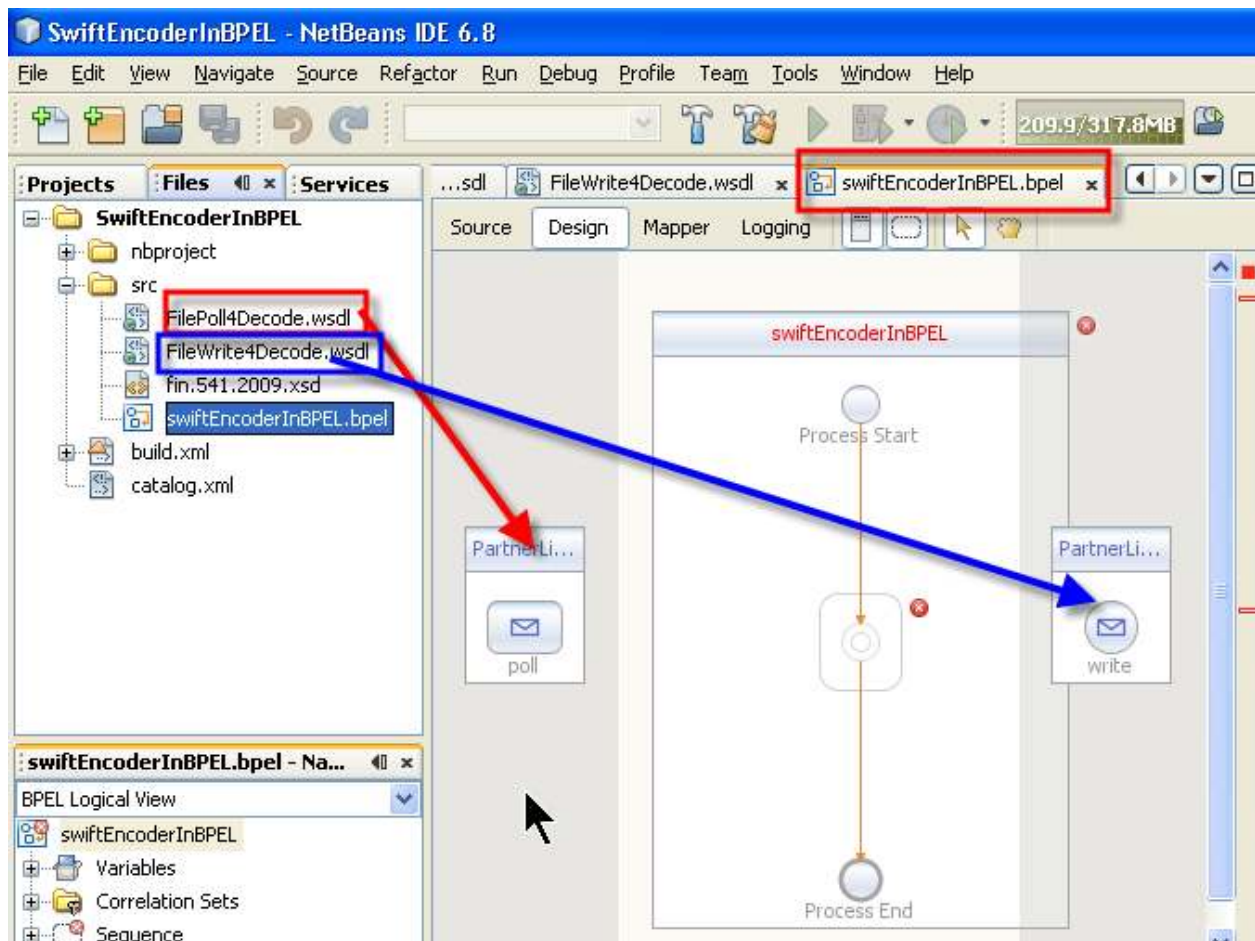 SwiftEncoderInBPEL - NetBeans IDE 6.8
File Edit View Navigate Source Refactor Run Debug Profile Team Tools Window Help
209.9/317.8MB
Projects Files Services
...sdl FileWrite4Decode.wsdl swiftEncoderInBPEL.bpel
Source Design Mapper Logging
SwiftEncoderInBPEL
nbproject
src
FilePoll4Decode.wsdl
FileWrite4Decode.wsdl
fin.541.2009.xsd
swiftEncoderInBPEL.bpel
build.xml
catalog.xml
swiftEncoderInBPEL
Process Start
PartnerLi...
poll
PartnerLi...
write
Process End
swiftEncoderInBPEL.bpel - Na...
BPEL Logical View
swiftEncoderInBPEL
Variables
Correlation Sets
Sequence